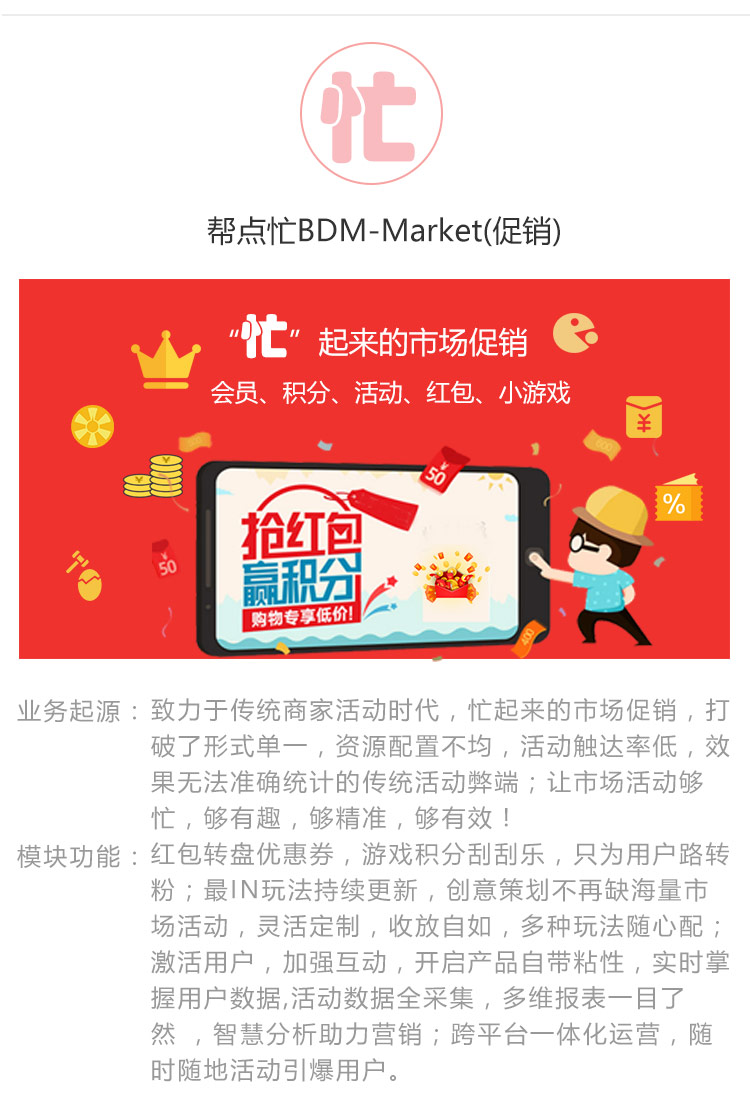 忙
帮点忙BDM-Market(促销)
“忙”起来的市场促销
会员、积分、活动、红包、小游戏
¥
¥
50
600
¥
%
抢红包
赢积分
购物专享低价!
¥
50
400
业务起源：致力于传统商家活动时代，忙起来的市场促销，打
破了形式单一，资源配置不均，活动触达率低，效
果无法准确统计的传统活动弊端；让市场活动够
忙，够有趣，够精准，够有效！
模块功能：红包转盘优惠券，游戏积分刮刮乐，只为用户路转
粉；最IN玩法持续更新，创意策划不再缺海量市
场活动，灵活定制，收放自如，多种玩法随心配；
激活用户，加强互动，开启产品自带粘性，实时掌
握用户数据,活动数据全采集，多维报表一目了
然 ，智慧分析助力营销；跨平台一体化运营，随
时随地活动引爆用户。